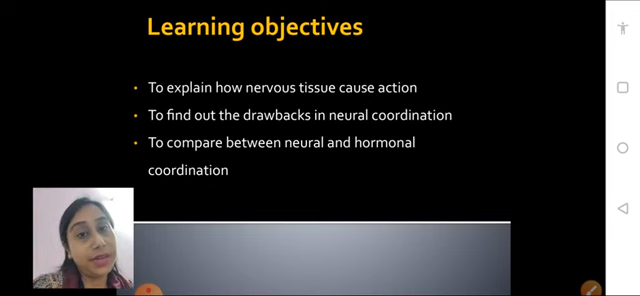 Learning objectives
• To explain how nervous tissue cause action
• To find out the drawbacks in neural coordination
• To compare between neural and hormonal
coordination